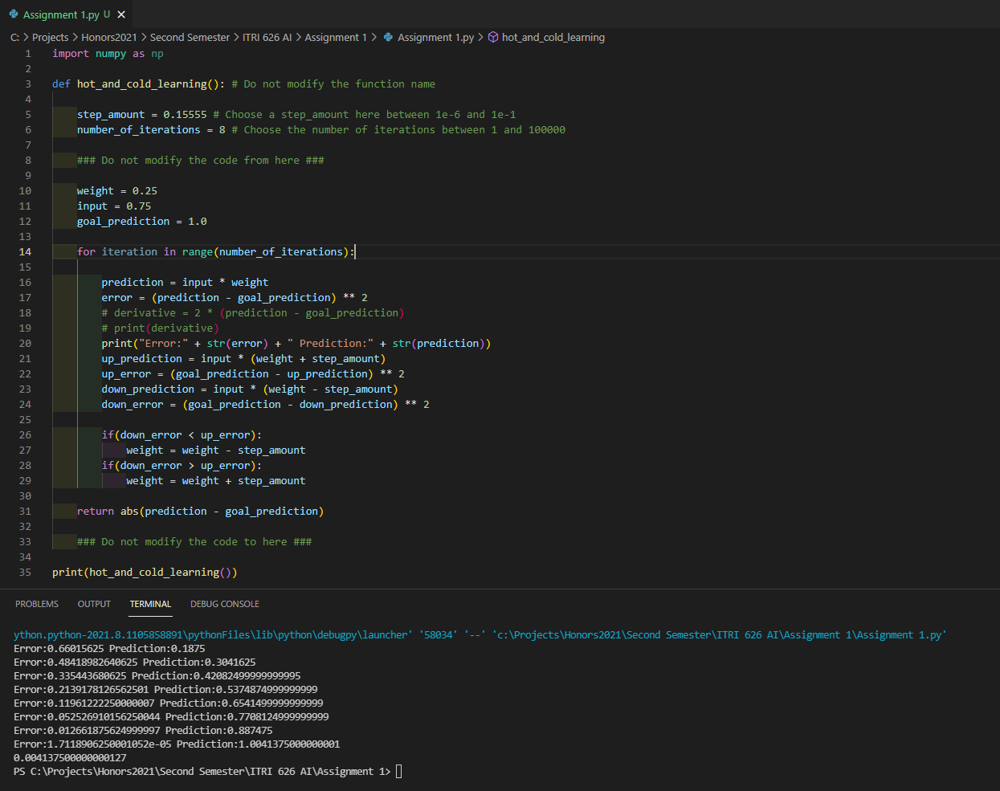 Assignment 1.py U ×
C: > Projects > Honors2021 > Second Semester > ITRI 626 AI > Assignment 1 > Assignment 1.py > hot_and_cold_learning
1 import numpy as np
2
3 def hot_and_cold_learning(): # Do not modify the function name
4
5     step_amount = 0.15555 # Choose a step_amount here between 1e-6 and 1e-1
6     number_of_iterations = 8 # Choose the number of iterations between 1 and 100000
7
8     ### Do not modify the code from here ###
9
10     weight = 0.25
11     input = 0.75
12     goal_prediction = 1.0
13
14     for iteration in range(number_of_iterations):
15
16         prediction = input * weight
17         error = (prediction - goal_prediction) ** 2
18         # derivative = 2 * (prediction - goal_prediction)
19         # print(derivative)
20         print("Error:" + str(error) + " Prediction:" + str(prediction))
21         up_prediction = input * (weight + step_amount)
22         up_error = (goal_prediction - up_prediction) ** 2
23         down_prediction = input * (weight - step_amount)
24         down_error = (goal_prediction - down_prediction) ** 2
25
26         if(down_error < up_error):
27             weight = weight - step_amount
28         if(down_error > up_error):
29             weight = weight + step_amount
30
31     return abs(prediction - goal_prediction)
32
33     ### Do not modify the code to here ###
34
35 print(hot_and_cold_learning())
PROBLEMS OUTPUT TERMINAL DEBUG CONSOLE
ython.python-2021.8.1105858891\pythonFiles\lib\python\debugpy\launcher' '58034' '--' 'c:\Projects\Honors2021\Second Semester\ITRI 626 AI\Assignment 1\Assignment 1.py'
Error:0.66015625 Prediction:0.1875
Error:0.48418982640625 Prediction:0.3041625
Error:0.335443680625 Prediction:0.42082499999999995
Error:0.2139178126562501 Prediction:0.5374874999999999
Error:0.11961222250000007 Prediction:0.6541499999999999
Error:0.052526910156250044 Prediction:0.7708124999999999
Error:0.012661875624999997 Prediction:0.887475
Error:1.7118906250001052e-05 Prediction:1.0041375000000001
0.004137500000000127
PS C:\Projects\Honors2021\Second Semester\ITRI 626 AI\Assignment 1>